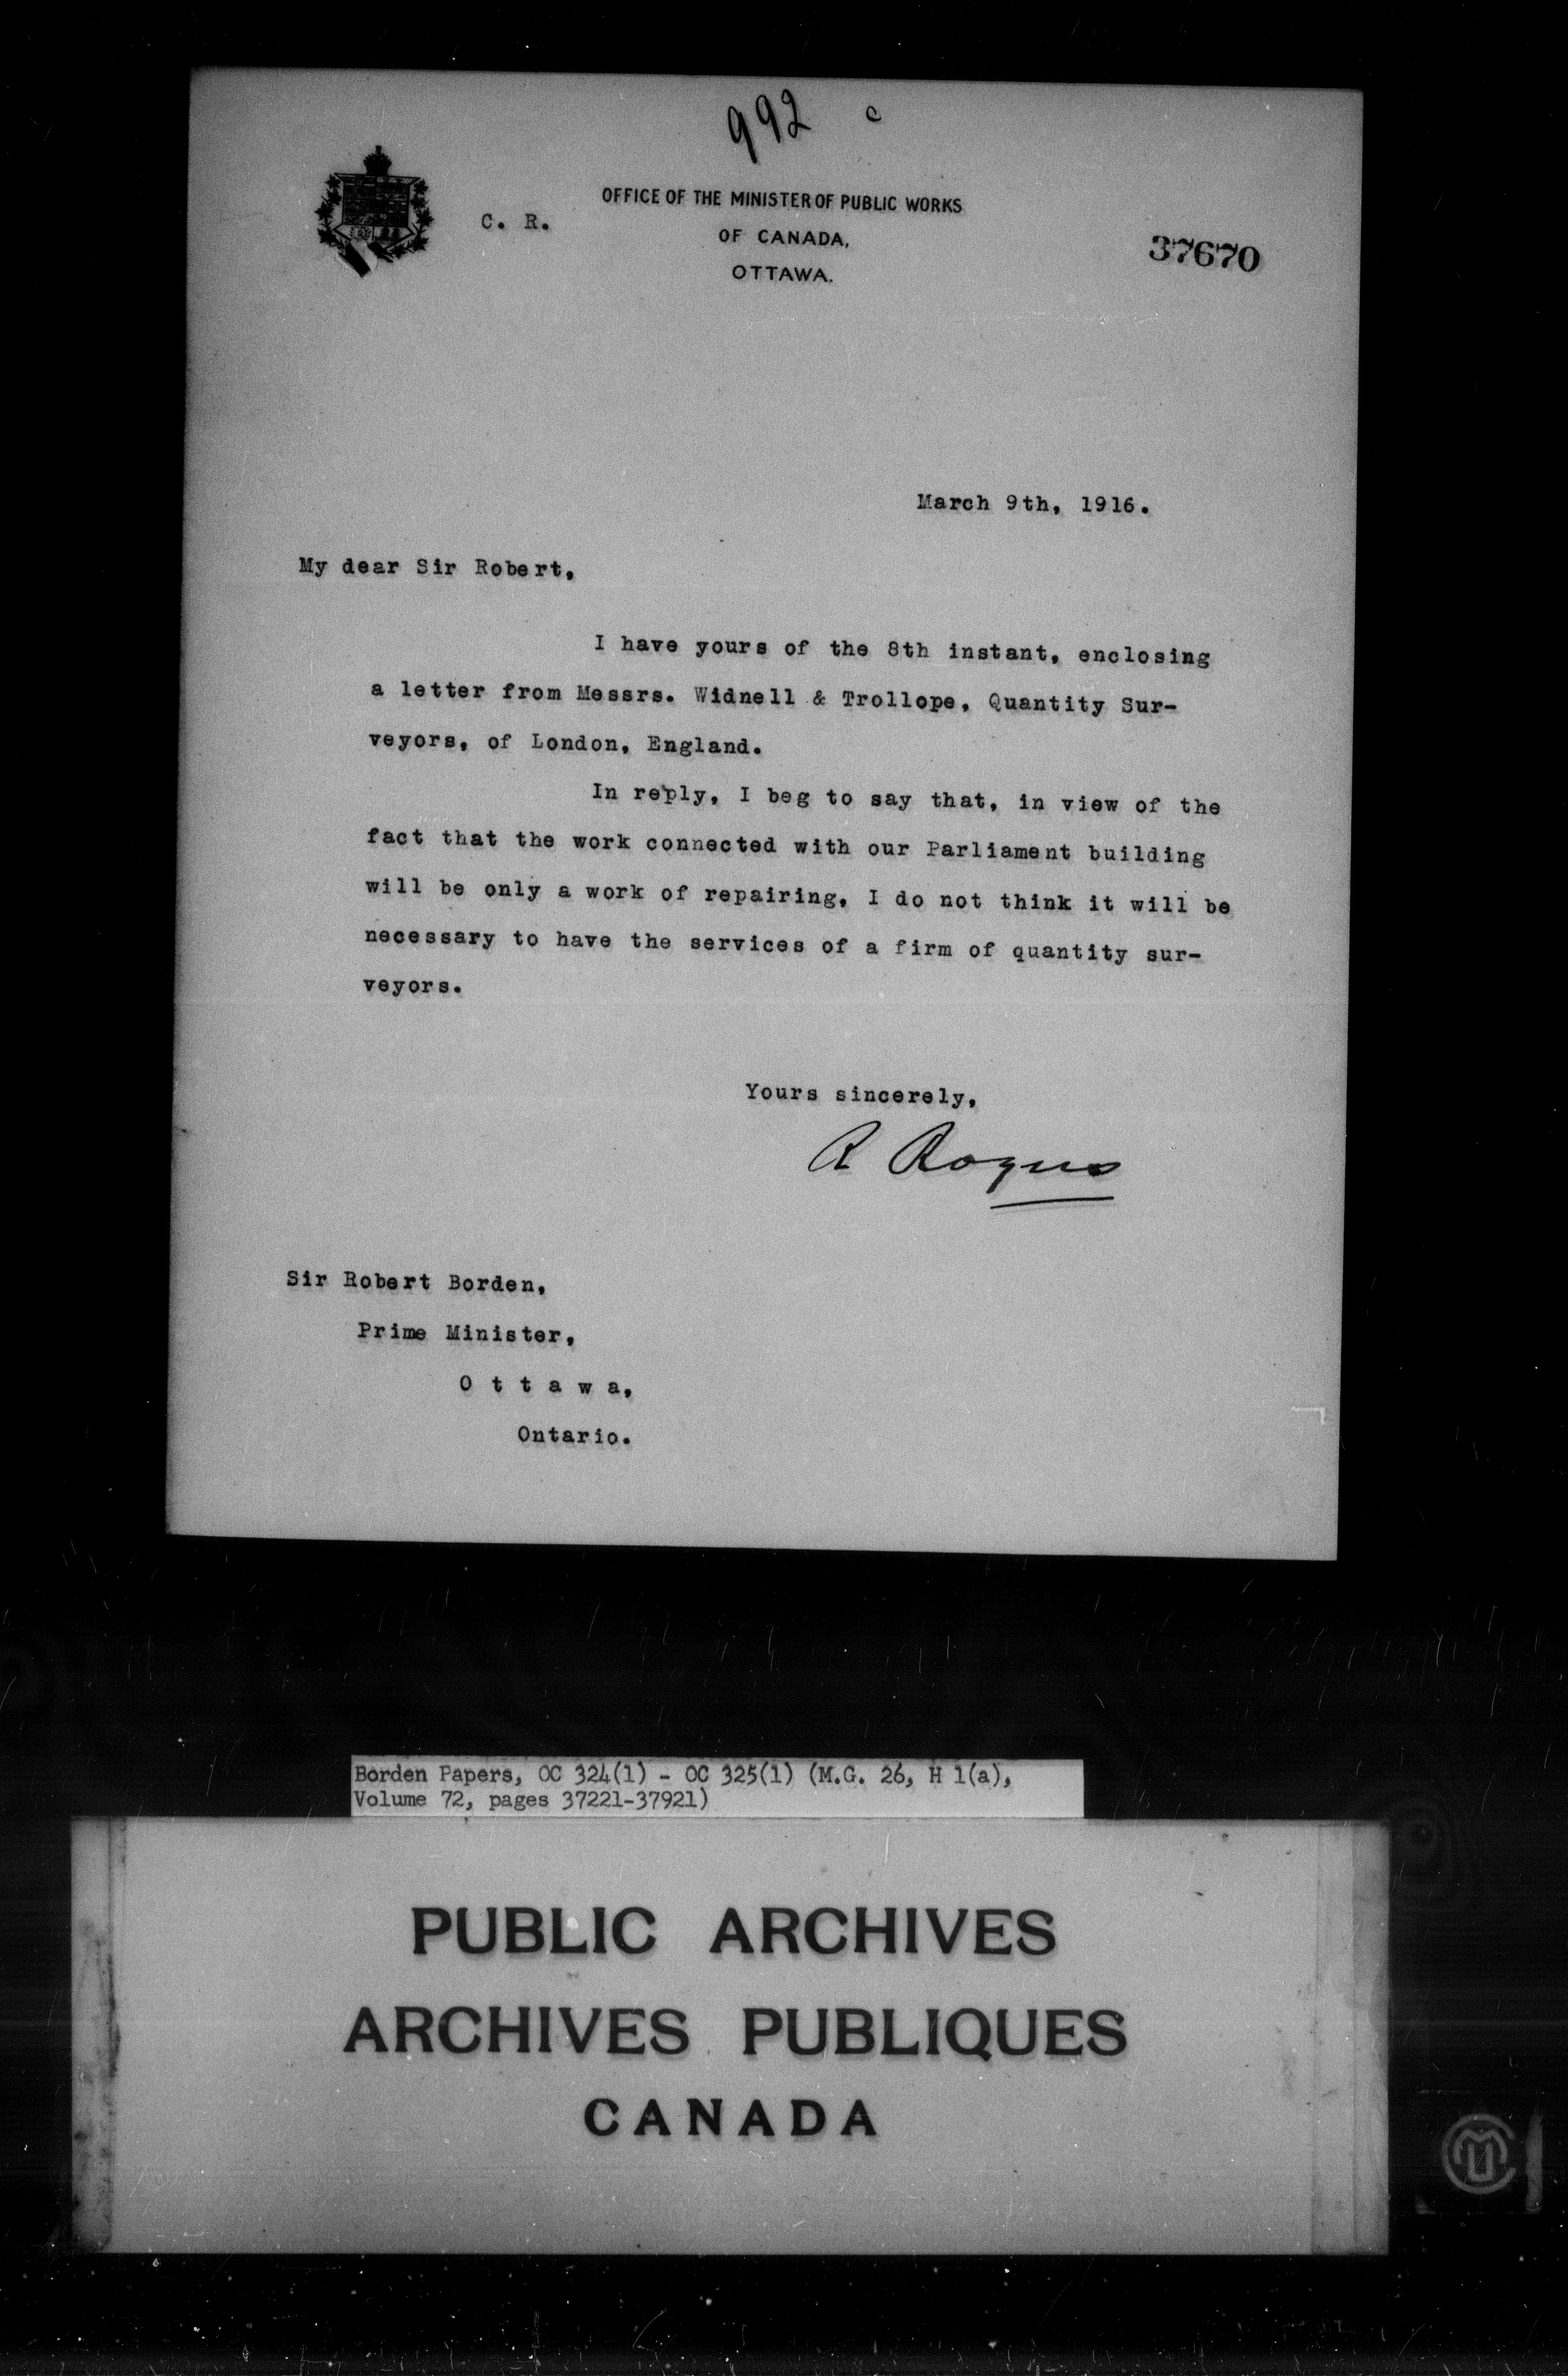 992 c
OFFICE OF THE MINISTER OF PUBLIC WORKS
C. R.
OF CANADA,
37670
OTTAWA.
March 9th, 1916.
My dear Sir Robert,
I have yours of the 8th instant, enclosing
a letter from Messrs. Widnell & Trollope, Quantity Sur-
veyors, of London, England.
In reply, I beg to say that, in view of the
fact that the work connected with our Parliament building
will be only a work of repairing, I do not think it will be
necessary to have the services of a firm of quantity sur-
veyors.
Yours sincerely,
R Rogers
Sir Robert Borden,
Prime Minister,
O t t a w a,
Ontario.
Borden Papers, OC 324(1) - OC 325(1) (M.G. 26, H 1(a),
Volume 72, pages 37221-37921)
PUBLIC ARCHIVES
ARCHIVES PUBLIQUES
CANADA